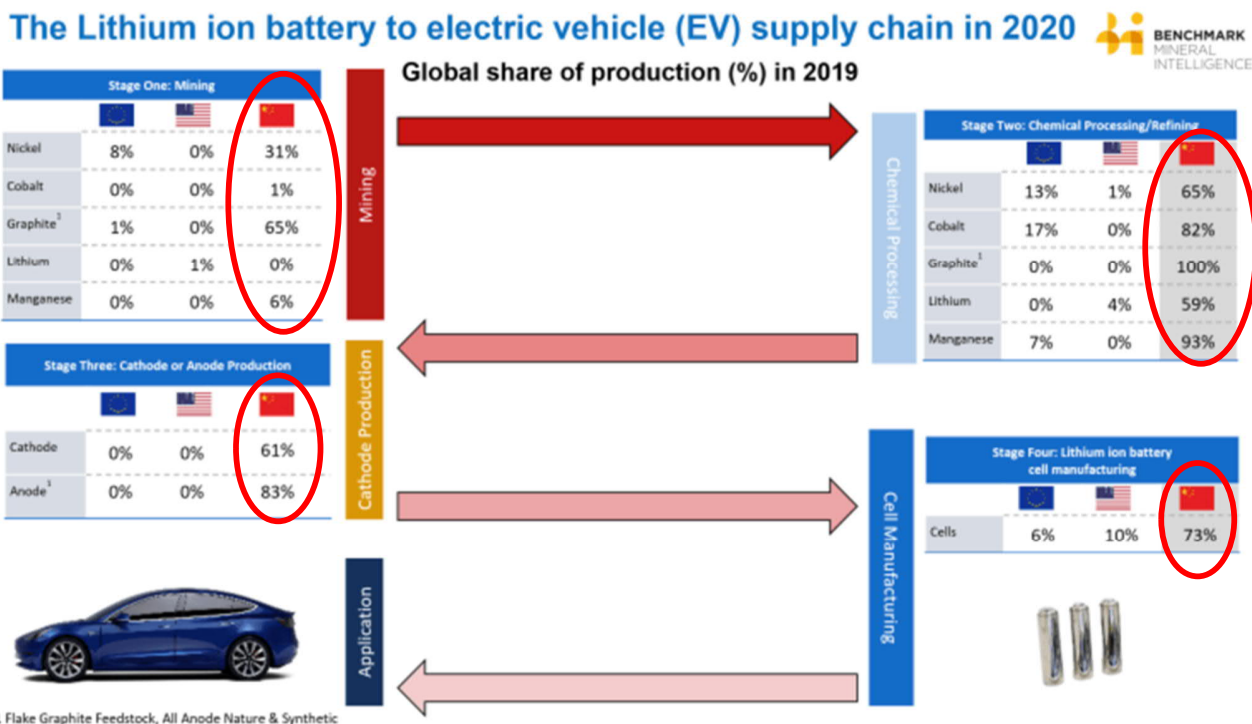 The Lithium ion battery to electric vehicle (EV) supply chain in 2020
BENCHMARK
MINERAL
INTELLIGENCE
Global share of production (%) in 2019
Stage One: Mining
Nickel 8% 0% 31%
Cobalt 0% 0% 1%
Graphite¹ 1% 0% 65%
Lithium 0% 1% 0%
Manganese 0% 0% 6%
Mining
Chemical Processing
Stage Two: Chemical Processing/Refining
Nickel 13% 1% 65%
Cobalt 17% 0% 82%
Graphite¹ 0% 0% 100%
Lithium 0% 4% 59%
Manganese 7% 0% 93%
Stage Three: Cathode or Anode Production
Cathode 0% 0% 61%
Anode¹ 0% 0% 83%
Cathode Production
Cell Manufacturing
Stage Four: Lithium ion battery
cell manufacturing
Cells 6% 10% 73%
Application
Flake Graphite Feedstock, All Anode Nature & Synthetic